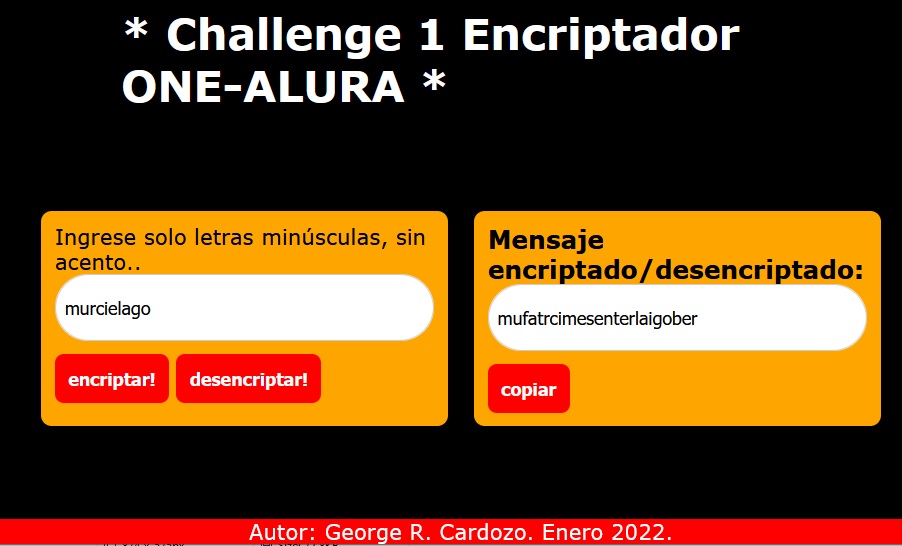 * Challenge 1 Encriptador
ONE-ALURA *
Ingrese solo letras minúsculas, sin
acento..
murcielago
encriptar! desencriptar!
Mensaje
encriptado/desencriptado:
mufatrcimesenterlaigober
copiar
Autor: George R. Cardozo. Enero 2022.